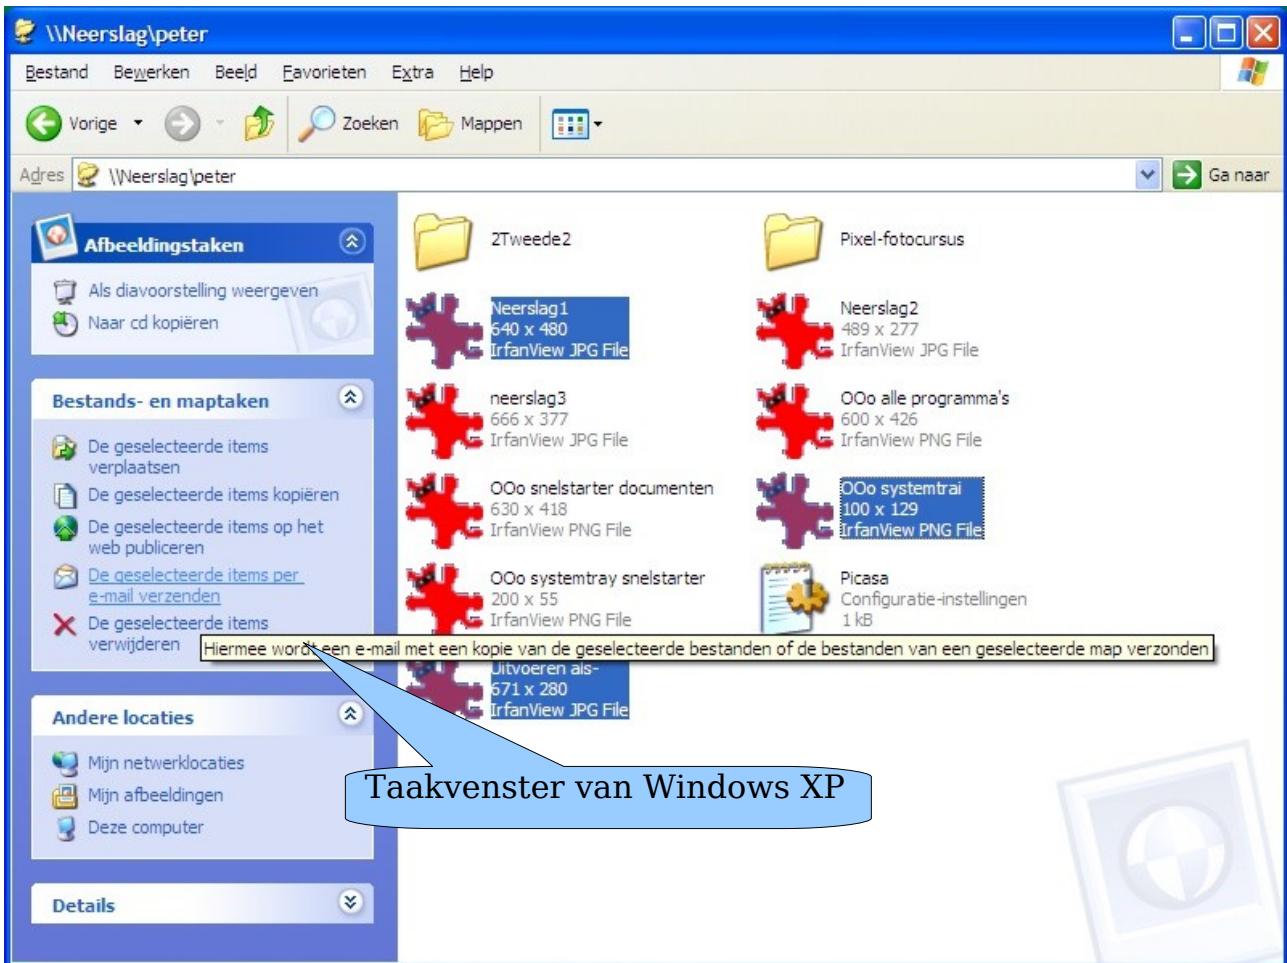 \\Neerslag\peter
Bestand Bewerken Beeld Favorieten Extra Help
Vorige Zoeken Mappen
Adres \\Neerslag\peter Ga naar
Afbeeldingstaken
Als diavoorstelling weergeven
Naar cd kopiëren
Bestands- en maptaken
De geselecteerde items
verplaatsen
De geselecteerde items kopiëren
De geselecteerde items op het
web publiceren
De geselecteerde items per
e-mail verzenden
De geselecteerde items
verwijderen
Hiermee wordt een e-mail met een kopie van de geselecteerde bestanden of de bestanden van een geselecteerde map verzonden
Andere locaties
Mijn netwerklocaties
Mijn afbeeldingen
Deze computer
Details
2Tweede2
Pixel-fotocursus
Neerslag1
640 x 480
IrfanView JPG File
Neerslag2
489 x 277
IrfanView JPG File
neerslag3
666 x 377
IrfanView JPG File
OOo alle programma's
600 x 426
IrfanView PNG File
OOo snelstarter documenten
630 x 418
IrfanView PNG File
OOo systemtrai
100 x 129
IrfanView PNG File
OOo systemtray snelstarter
200 x 55
IrfanView PNG File
Picasa
Configuratie-instellingen
1 kB
Uitvoeren als-
671 x 280
IrfanView JPG File
Taakvenster van Windows XP